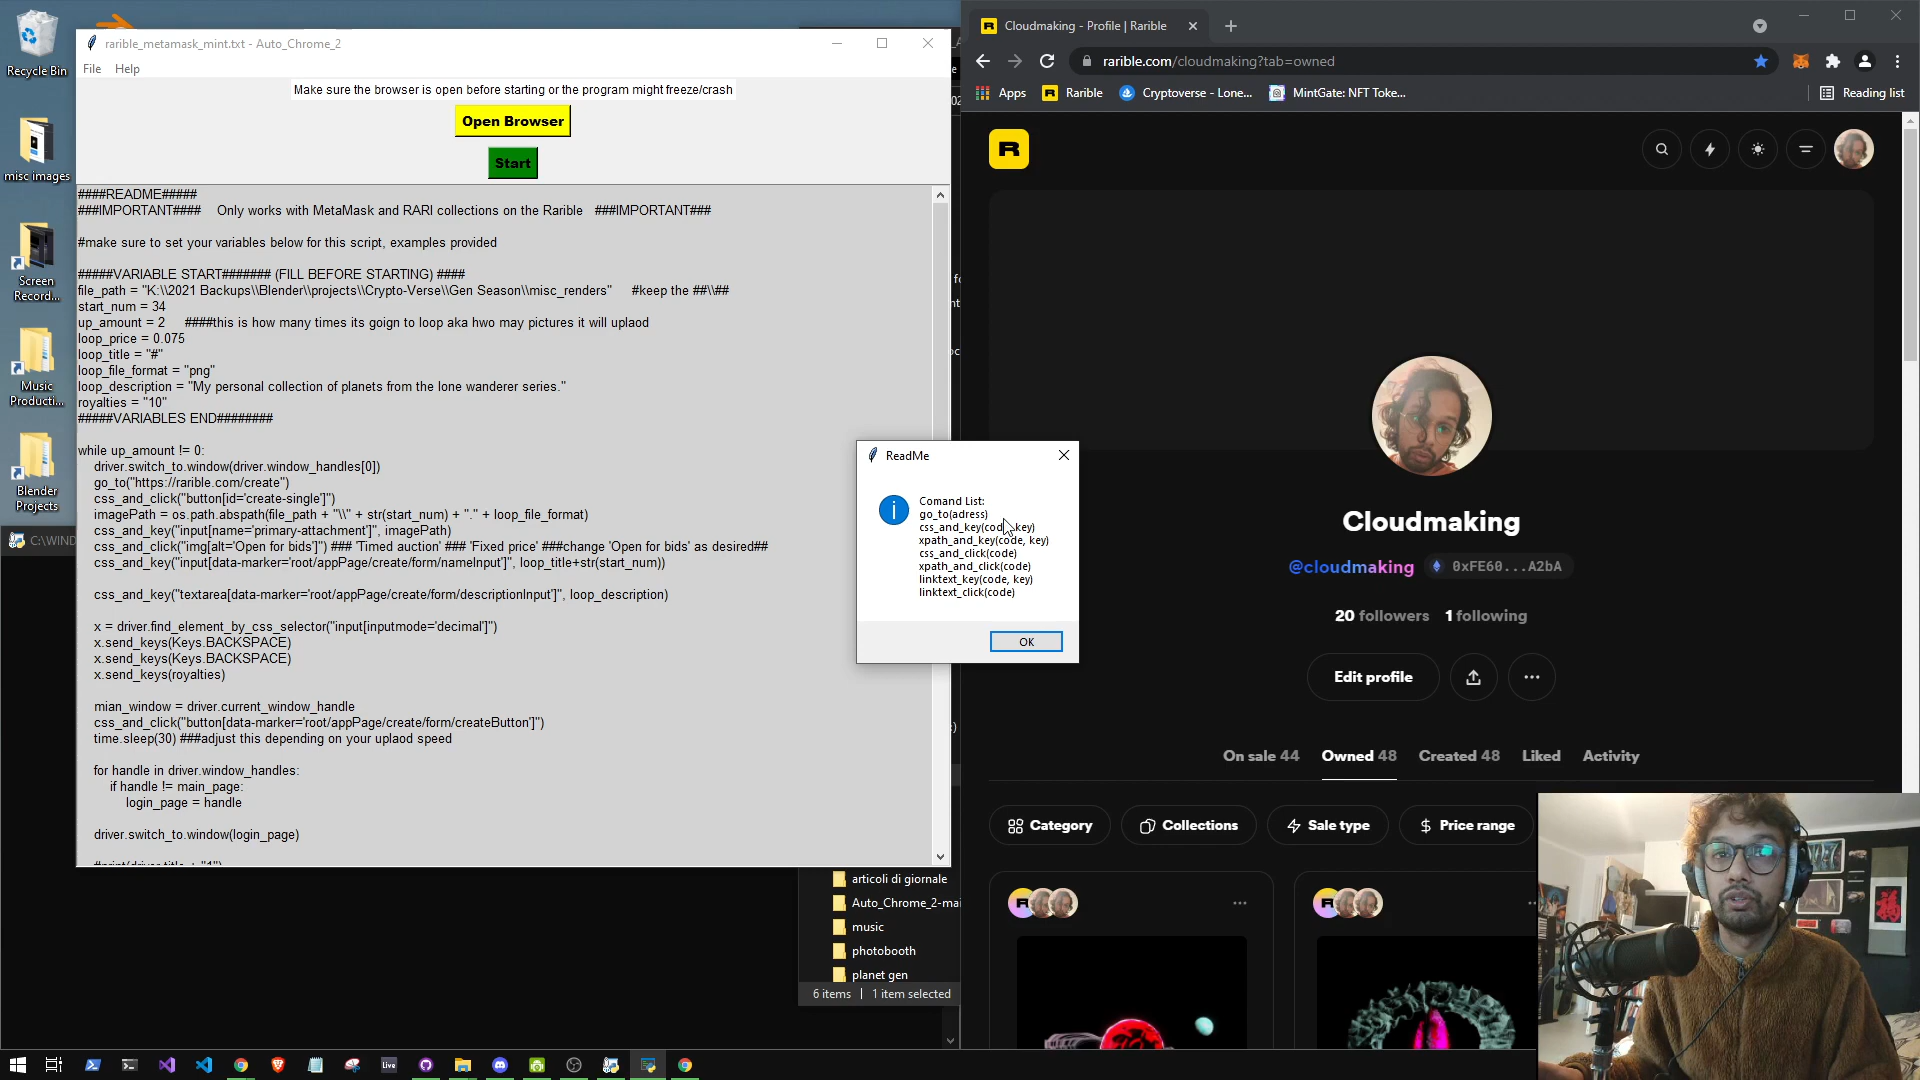 Recycle Bin
misc images
Screen
Record...
Music
Producti...
Blender
Projects
C:\WIND
rarible_metamask_mint.txt - Auto_Chrome_2
File Help
Make sure the browser is open before starting or the program might freeze/crash
Open Browser
Start
####README#####
###IMPORTANT#### Only works with MetaMask and RARI collections on the Rarible ###IMPORTANT###
#make sure to set your variables below for this script, examples provided
#####VARIABLE START####### (FILL BEFORE STARTING) ####
file_path = "K:\\2021 Backups\\Blender\\projects\\Crypto-Verse\\Gen Season\\misc_renders" #keep the ##\\##
start_num = 34
up_amount = 2 ####this is how many times its goign to loop aka hwo may pictures it will uplaod
loop_price = 0.075
loop_title = "#"
loop_file_format = "png"
loop_description = "My personal collection of planets from the lone wanderer series."
royalties = "10"
#####VARIABLES END########
while up_amount != 0:
driver.switch_to.window(driver.window_handles[0])
go_to("https://rarible.com/create")
css_and_click("button[id='create-single']")
imagePath = os.path.abspath(file_path + "\\" + str(start_num) + "." + loop_file_format)
css_and_key("input[name='primary-attachment']", imagePath)
css_and_click("img[alt='Open for bids']") ### 'Timed auction' ### 'Fixed price' ###change 'Open for bids' as desired##
css_and_key("input[data-marker='root/appPage/create/form/nameInput']", loop_title+str(start_num))
css_and_key("textarea[data-marker='root/appPage/create/form/descriptionInput']", loop_description)
x = driver.find_element_by_css_selector("input[inputmode='decimal']")
x.send_keys(Keys.BACKSPACE)
x.send_keys(Keys.BACKSPACE)
x.send_keys(royalties)
mian_window = driver.current_window_handle
css_and_click("button[data-marker='root/appPage/create/form/createButton']")
time.sleep(30) ###adjust this depending on your uplaod speed
for handle in driver.window_handles:
if handle != main_page:
login_page = handle
driver.switch_to.window(login_page)
#print(driver.title + "1")
ReadMe
Comand List:
go_to(adress)
css_and_key(code, key)
xpath_and_key(code, key)
css_and_click(code)
xpath_and_click(code)
linktext_key(code, key)
linktext_click(code)
OK
articoli di giornale
Auto_Chrome_2-mai
music
photobooth
planet gen
6 items 1 item selected
Cloudmaking - Profile | Rarible
rarible.com/cloudmaking?tab=owned
Apps Rarible Cryptoverse - Lone... MintGate: NFT Toke... Reading list
R
Cloudmaking
@cloudmaking 0xFE60...A2bA
20 followers 1 following
Edit profile
On sale 44 Owned 48 Created 48 Liked Activity
Category Collections Sale type Price range
Live
福